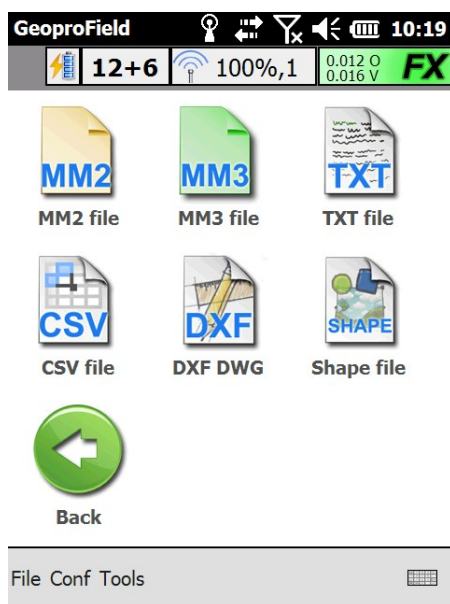 GeoproField 10:19
12+6 100%,1 0.012 O FX
0.016 V
MM2 MM3 TXT
MM2 file MM3 file TXT file
CSV DXF SHAPE
CSV file DXF DWG Shape file
Back
File Conf Tools